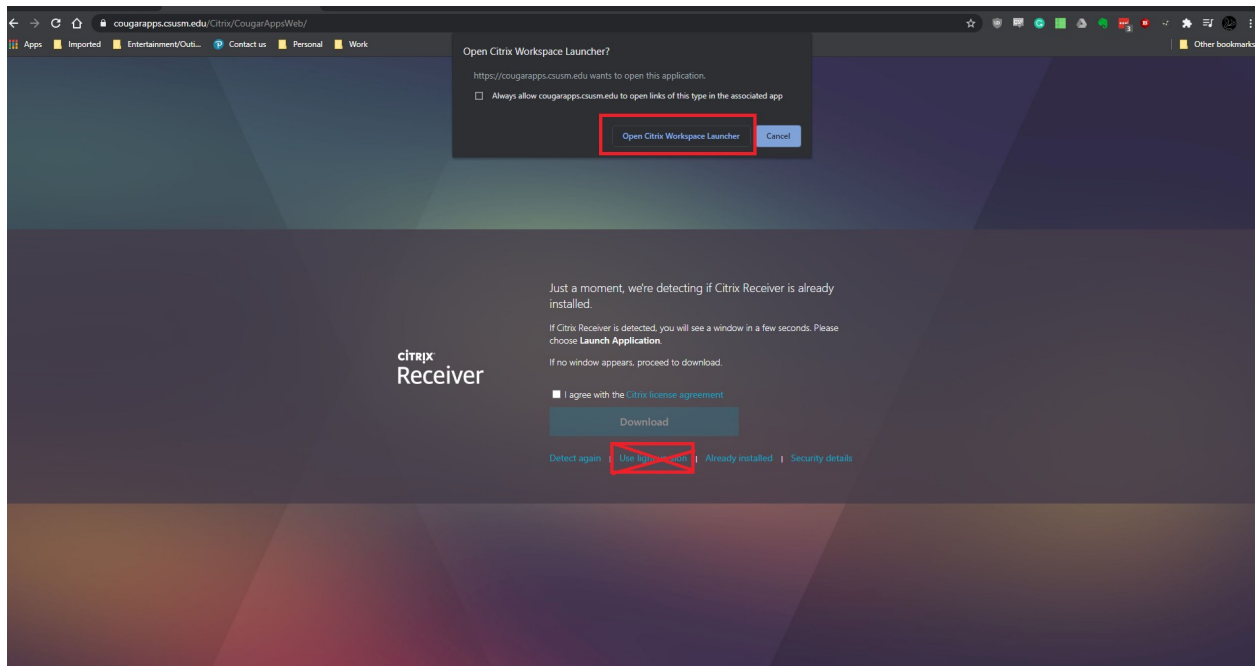 cougarapps.csusm.edu/Citrix/CougarAppsWeb/
Apps Imported Entertainment/Outi... Contact us Personal Work Other bookmarks
Open Citrix Workspace Launcher?
https://cougarapps.csusm.edu wants to open this application.
Always allow cougarapps.csusm.edu to open links of this type in the associated app
Open Citrix Workspace Launcher Cancel
Just a moment, we're detecting if Citrix Receiver is already
installed.
If Citrix Receiver is detected, you will see a window in a few seconds. Please
choose Launch Application.
If no window appears, proceed to download.
CİTRIX
Receiver
I agree with the Citrix license agreement
Download
Detect again | Use light version | Already installed | Security details